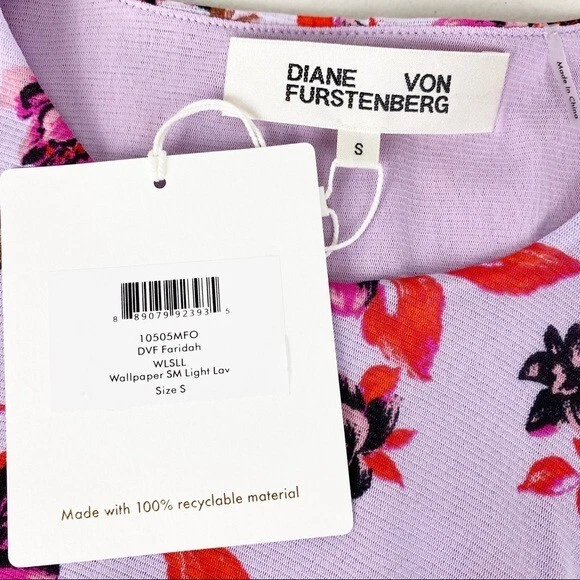 DIANE VON
FURSTENBERG
S
Made in China
8 89079 92393 5
10505MFO
DVF Faridah
WLSLL
Wallpaper SM Light Lav
Size S
Made with 100% recyclable material